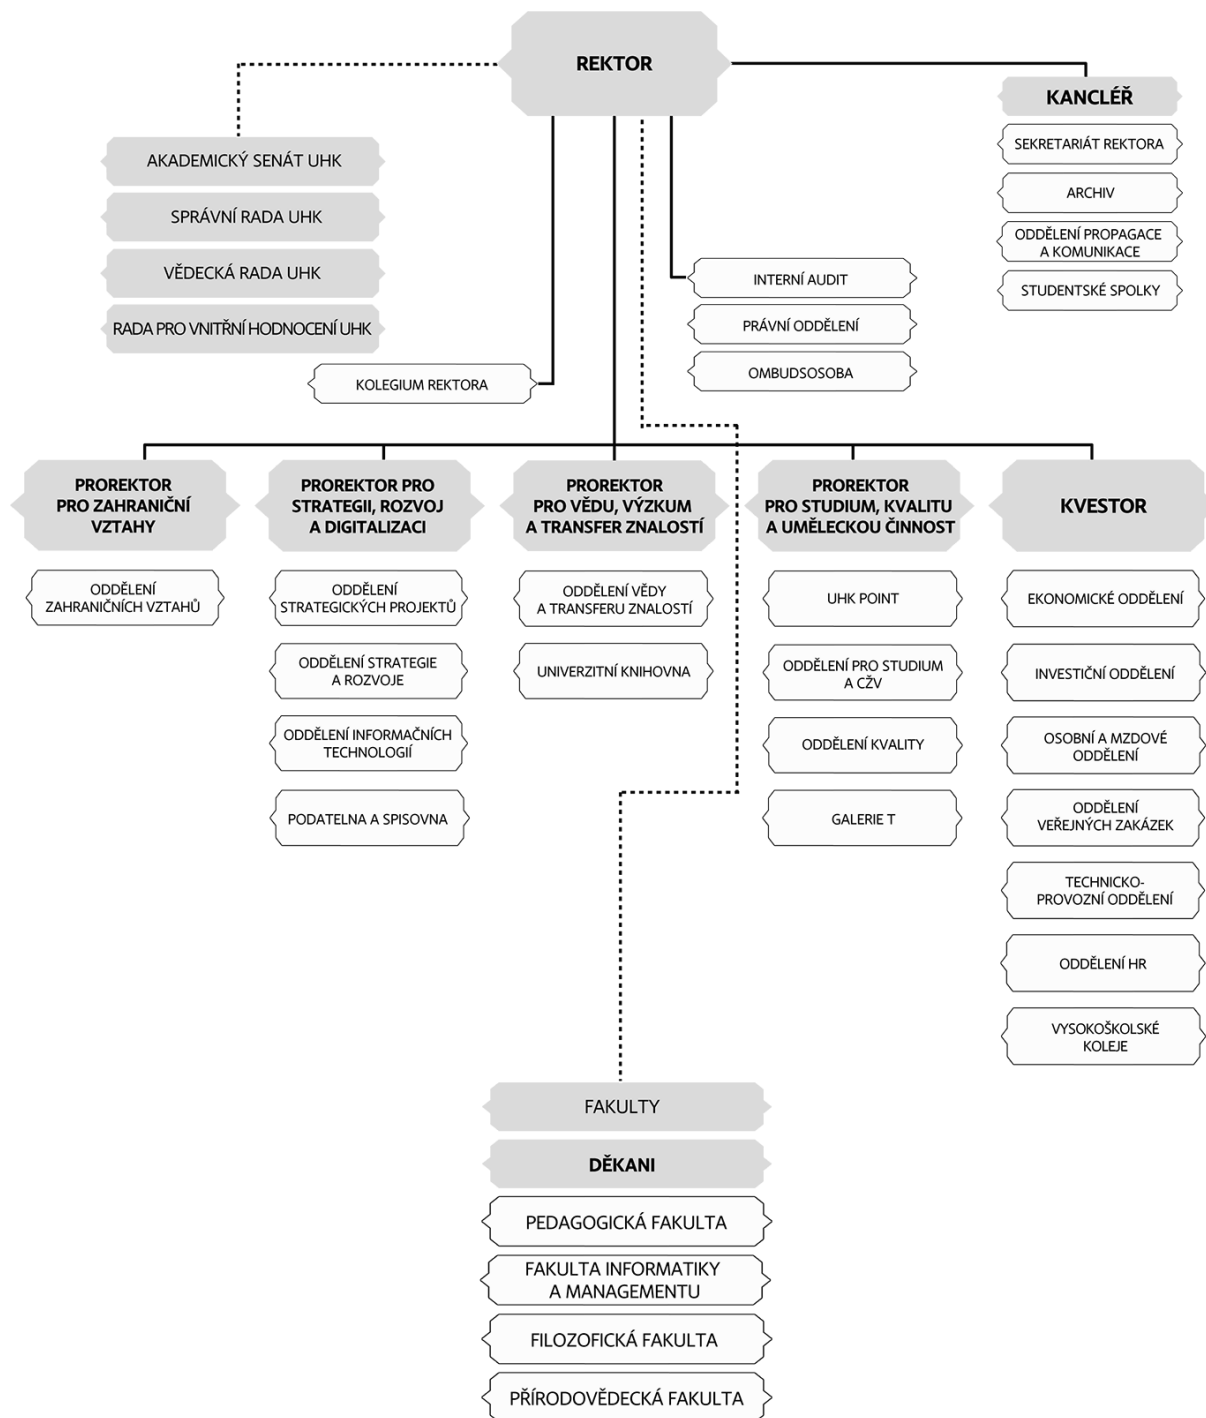 REKTOR
KANCLÉŘ
SEKRETARIÁT REKTORA
ARCHIV
ODDĚLENÍ PROPAGACE
A KOMUNIKACE
STUDENTSKÉ SPOLKY
AKADEMICKÝ SENÁT UHK
SPRÁVNÍ RADA UHK
VĚDECKÁ RADA UHK
RADA PRO VNITŘNÍ HODNOCENÍ UHK
INTERNÍ AUDIT
PRÁVNÍ ODDĚLENÍ
OMBUDSOSOBA
KOLEGIUM REKTORA
PROREKTOR
PRO ZAHRANIČNÍ
VZTAHY
ODDĚLENÍ
ZAHRANIČNÍCH VZTAHŮ
PROREKTOR PRO
STRATEGII, ROZVOJ
A DIGITALIZACI
ODDĚLENÍ
STRATEGICKÝCH PROJEKTŮ
ODDĚLENÍ STRATEGIE
A ROZVOJE
ODDĚLENÍ INFORMAČNÍCH
TECHNOLOGIÍ
PODATELNA A SPISOVNA
PROREKTOR
PRO VĚDU, VÝZKUM
A TRANSFER ZNALOSTÍ
ODDĚLENÍ VĚDY
A TRANSFERU ZNALOSTÍ
UNIVERZITNÍ KNIHOVNA
PROREKTOR
PRO STUDIUM, KVALITU
A UMĚLECKOU ČINNOST
UHK POINT
ODDĚLENÍ PRO STUDIUM
A CŽV
ODDĚLENÍ KVALITY
GALERIE T
KVESTOR
EKONOMICKÉ ODDĚLENÍ
INVESTIČNÍ ODDĚLENÍ
OSOBNÍ A MZDOVÉ
ODDĚLENÍ
ODDĚLENÍ
VEŘEJNÝCH ZAKÁZEK
TECHNICKO-
PROVOZNÍ ODDĚLENÍ
ODDĚLENÍ HR
VYSOKOŠKOLSKÉ
KOLEJE
FAKULTY
DĚKANI
PEDAGOGICKÁ FAKULTA
FAKULTA INFORMATIKY
A MANAGEMENTU
FILOZOFICKÁ FAKULTA
PŘÍRODOVĚDECKÁ FAKULTA